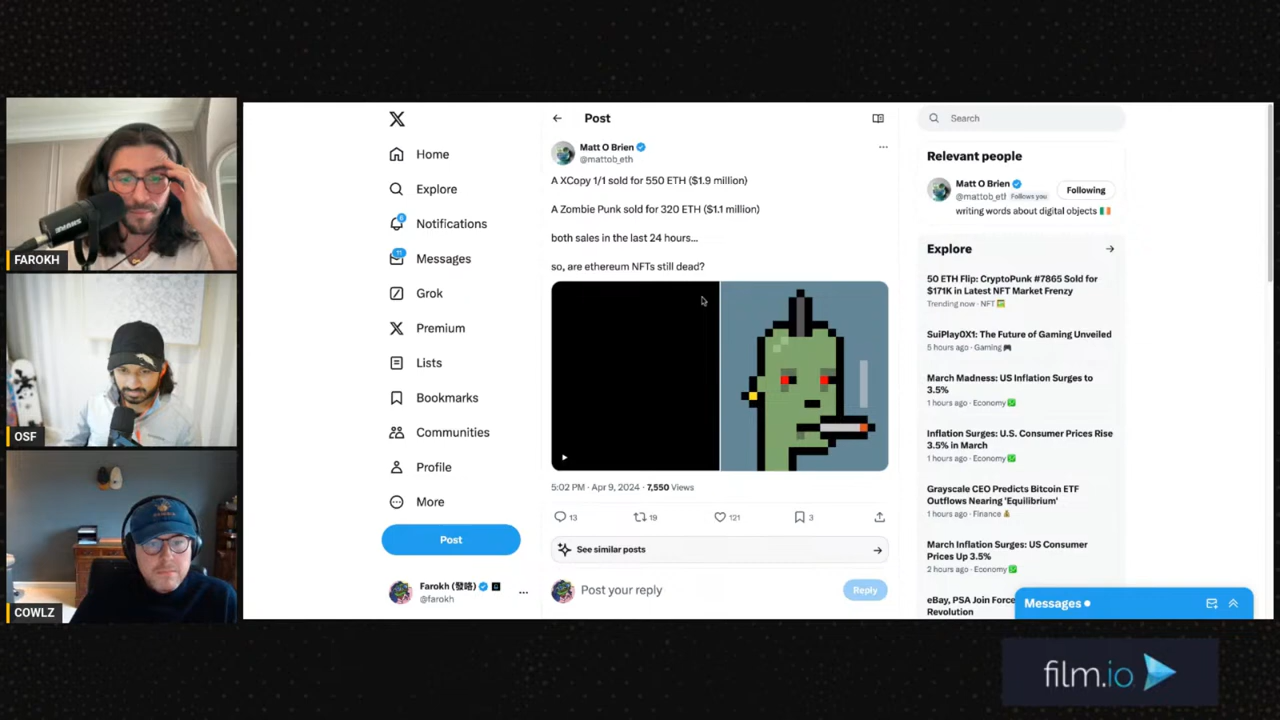 FAROKH
OSF
COWLZ
X
Home
Explore
6
Notifications
11
Messages
Grok
Premium
Lists
Bookmarks
Communities
Profile
More
Post
Farokh (發咯)
@farokh
Post
Matt O Brien
@mattob_eth
A XCopy 1/1 sold for 550 ETH ($1.9 million)
A Zombie Punk sold for 320 ETH ($1.1 million)
both sales in the last 24 hours...
so, are ethereum NFTs still dead?
5:02 PM · Apr 9, 2024 · 7,550 Views
13
19
121
3
See similar posts
Post your reply
Reply
Search
Relevant people
Matt O Brien
@mattob_eth Follows you
Following
writing words about digital objects
Explore
50 ETH Flip: CryptoPunk #7865 Sold for
$171K in Latest NFT Market Frenzy
Trending now · NFT
SuiPlay0X1: The Future of Gaming Unveiled
5 hours ago · Gaming
March Madness: US Inflation Surges to
3.5%
1 hours ago · Economy
Inflation Surges: U.S. Consumer Prices Rise
3.5% in March
1 hours ago · Economy
Grayscale CEO Predicts Bitcoin ETF
Outflows Nearing 'Equilibrium'
1 hours ago · Finance
March Inflation Surges: US Consumer
Prices Up 3.5%
2 hours ago · Economy
eBay, PSA Join Force
Revolution
Messages
film.io